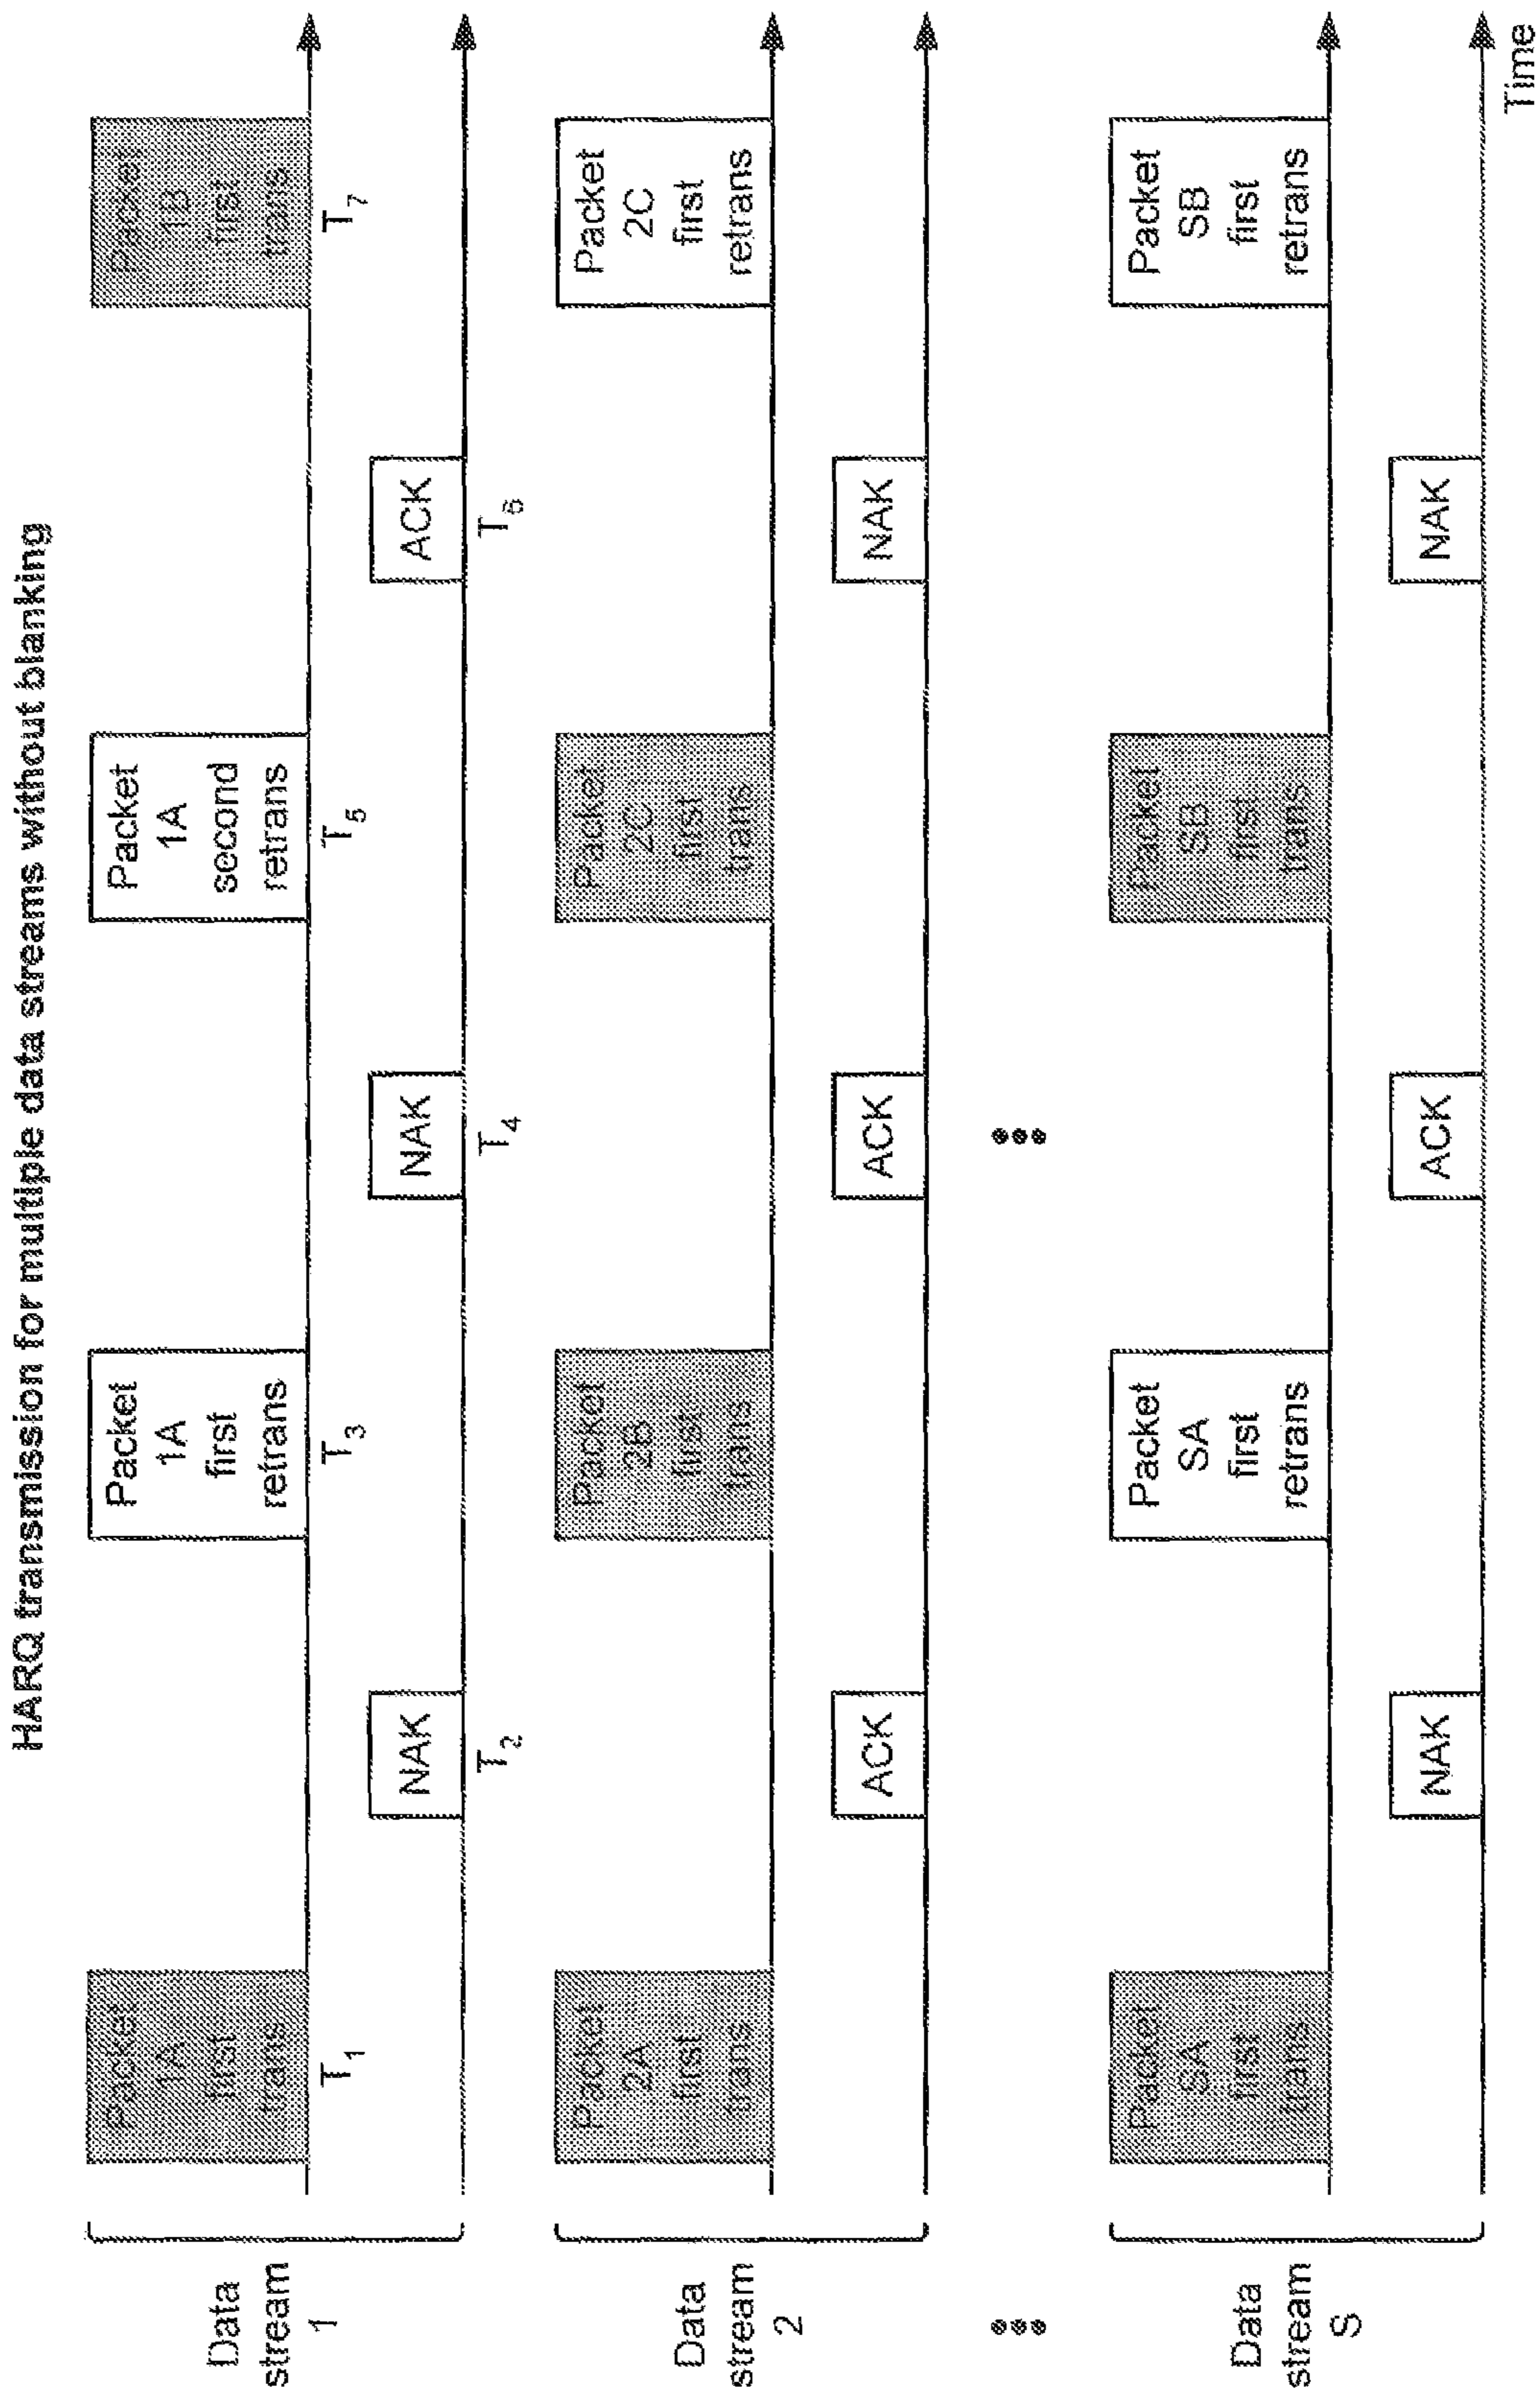 HARQ transmission for multiple data streams without blanking
Data
stream
1
Packet
1A
first
trans
T1
NAK
T2
Packet
1A
first
retrans
T3
NAK
T4
Packet
1A
second
retrans
T5
ACK
T6
Packet
1B
first
trans
T7
Data
stream
2
Packet
2A
first
trans
ACK
Packet
2B
first
trans
ACK
Packet
2C
first
trans
NAK
Packet
2C
first
retrans
Data
stream
S
Packet
SA
first
trans
NAK
Packet
SA
first
retrans
ACK
Packet
SB
first
trans
NAK
Packet
SB
first
retrans
Time